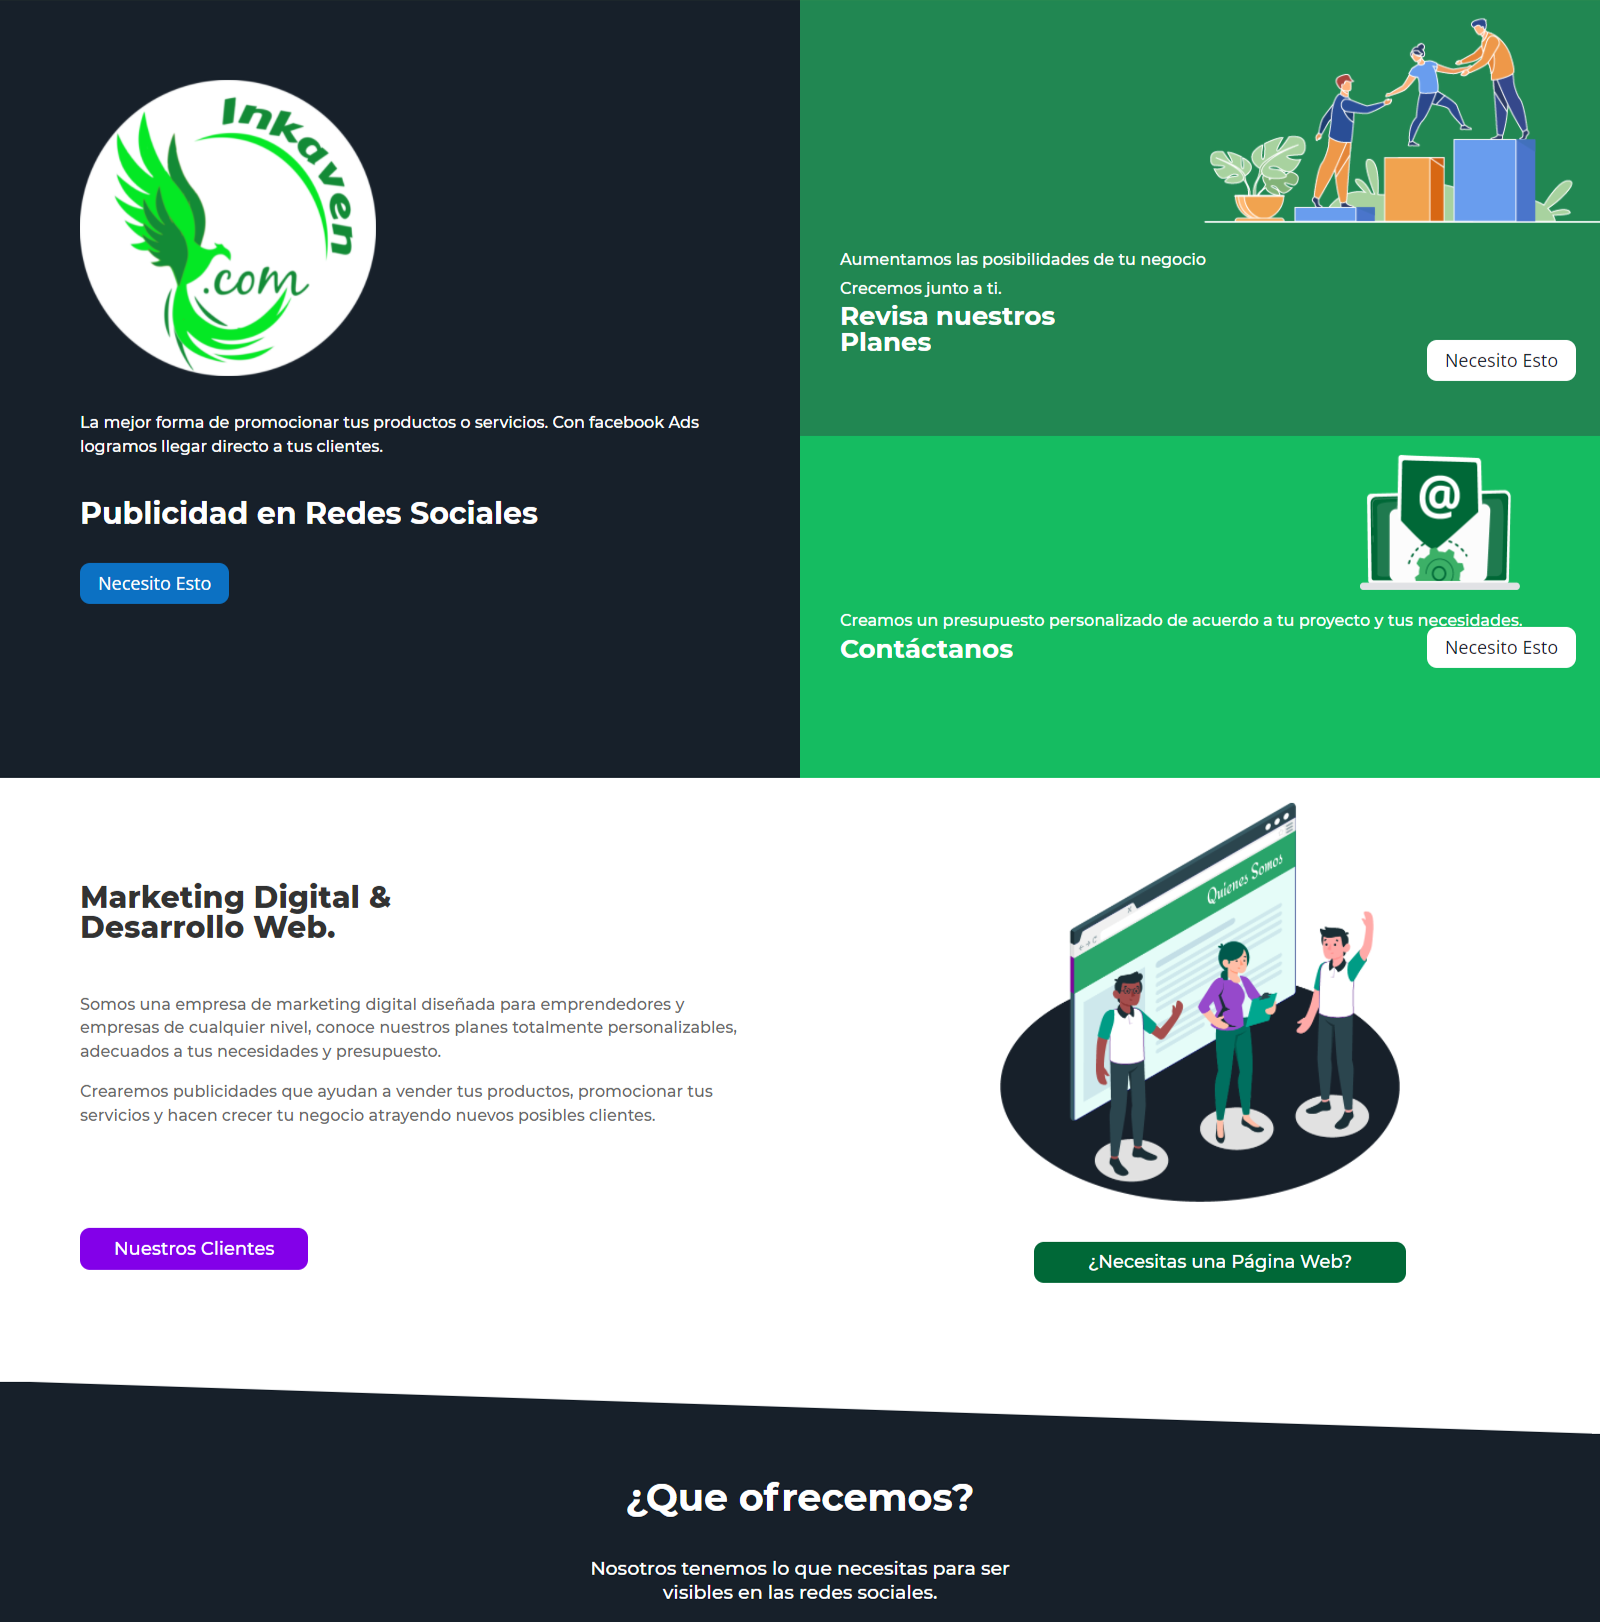 Inkaven
.com
La mejor forma de promocionar tus productos o servicios. Con facebook Ads
logramos llegar directo a tus clientes.
Publicidad en Redes Sociales
Necesito Esto
Aumentamos las posibilidades de tu negocio
Crecemos junto a ti.
Revisa nuestros
Planes
Necesito Esto
@
Creamos un presupuesto personalizado de acuerdo a tu proyecto y tus necesidades.
Contáctanos
Necesito Esto
Marketing Digital &
Desarrollo Web.
Somos una empresa de marketing digital diseñada para emprendedores y
empresas de cualquier nivel, conoce nuestros planes totalmente personalizables,
adecuados a tus necesidades y presupuesto.
Crearemos publicidades que ayudan a vender tus productos, promocionar tus
servicios y hacen crecer tu negocio atrayendo nuevos posibles clientes.
Nuestros Clientes
Quienes Somos
¿Necesitas una Página Web?
¿Que ofrecemos?
Nosotros tenemos lo que necesitas para ser
visibles en las redes sociales.